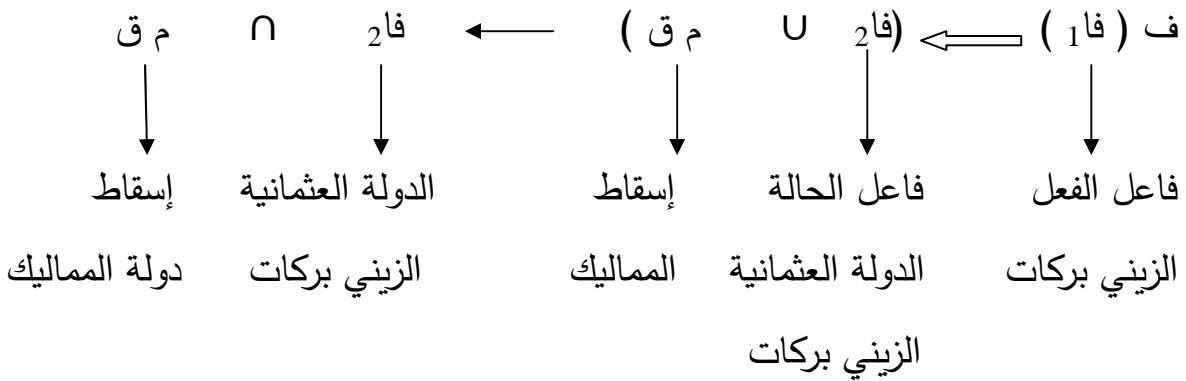 ف ( فا1 ) ⟸ (فا2 ∪ م ق ) ← فا2 ∩ م ق
فاعل الفعل فاعل الحالة إسقاط الدولة العثمانية إسقاط
الزيني بركات الدولة العثمانية المماليك الزيني بركات دولة المماليك
الزيني بركات